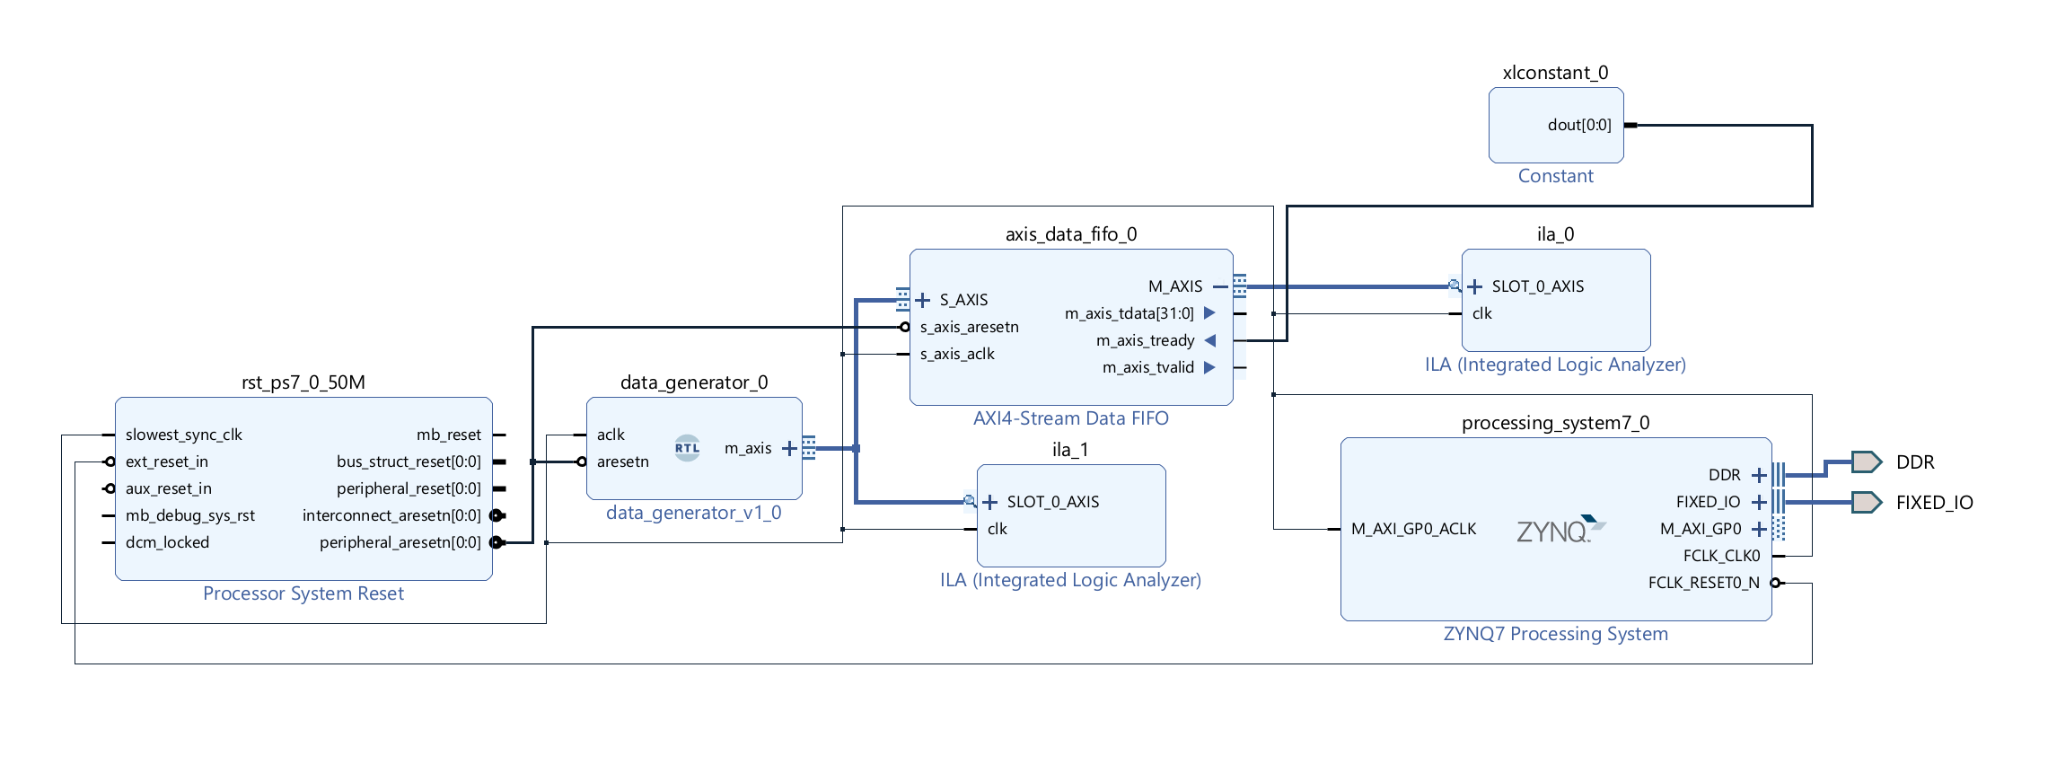 xlconstant_0
dout[0:0]
Constant
axis_data_fifo_0
S_AXIS
s_axis_aresetn
s_axis_aclk
M_AXIS
m_axis_tdata[31:0]
m_axis_tready
m_axis_tvalid
AXI4-Stream Data FIFO
ila_0
SLOT_0_AXIS
clk
ILA (Integrated Logic Analyzer)
rst_ps7_0_50M
slowest_sync_clk
ext_reset_in
aux_reset_in
mb_debug_sys_rst
dcm_locked
mb_reset
bus_struct_reset[0:0]
peripheral_reset[0:0]
interconnect_aresetn[0:0]
peripheral_aresetn[0:0]
Processor System Reset
data_generator_0
aclk
aresetn
RTL
m_axis
data_generator_v1_0
ila_1
SLOT_0_AXIS
clk
ILA (Integrated Logic Analyzer)
processing_system7_0
M_AXI_GP0_ACLK
ZYNQ
DDR
FIXED_IO
M_AXI_GP0
FCLK_CLK0
FCLK_RESET0_N
ZYNQ7 Processing System
DDR
FIXED_IO